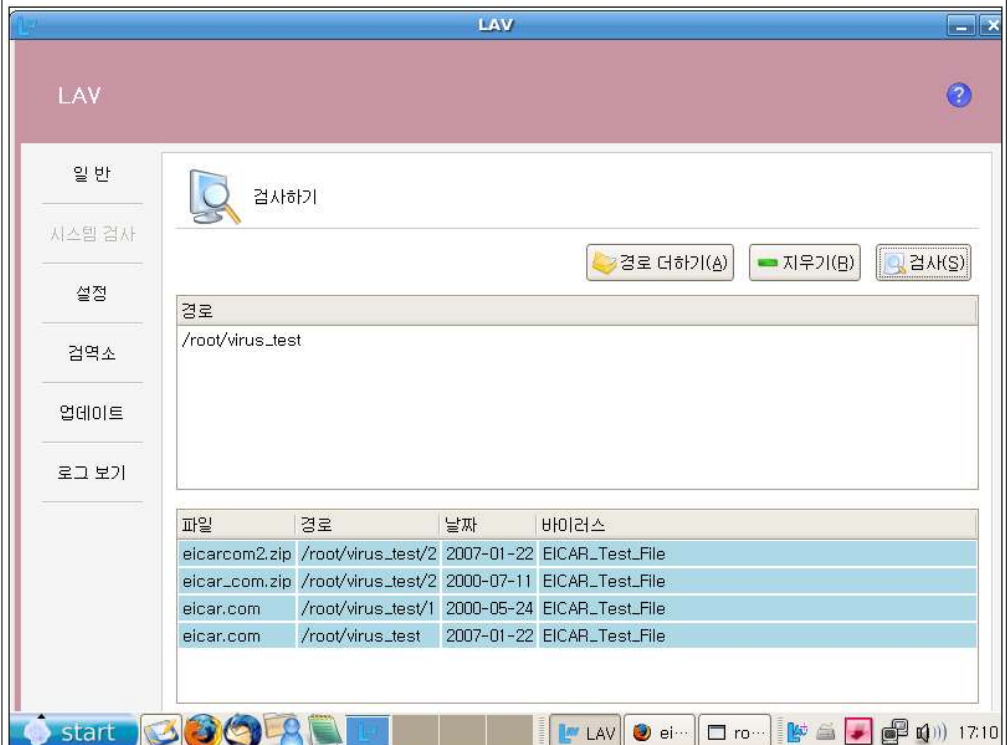 LAV
LAV
일 반
시스템 검사
설정
검역소
업데이트
로그 보기
검사하기
경로 더하기(A)
지우기(R)
검사(S)
경로
/root/virus_test
파일 경로 날짜 바이러스
eicarcom2.zip /root/virus_test/2 2007-01-22 EICAR_Test_File
eicar_com.zip /root/virus_test/2 2000-07-11 EICAR_Test_File
eicar.com /root/virus_test/1 2000-05-24 EICAR_Test_File
eicar.com /root/virus_test 2007-01-22 EICAR_Test_File
start LAV ei… ro… 17:10